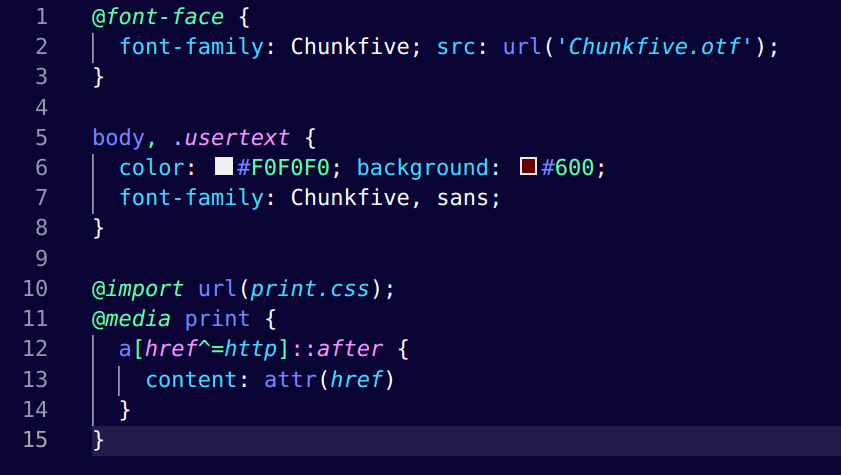 1 @font-face {
2 font-family: Chunkfive; src: url('Chunkfive.otf');
3 }
4
5 body, .usertext {
6 color: #F0F0F0; background: #600;
7 font-family: Chunkfive, sans;
8 }
9
10 @import url(print.css);
11 @media print {
12 a[href^=http]::after {
13 content: attr(href)
14 }
15 }